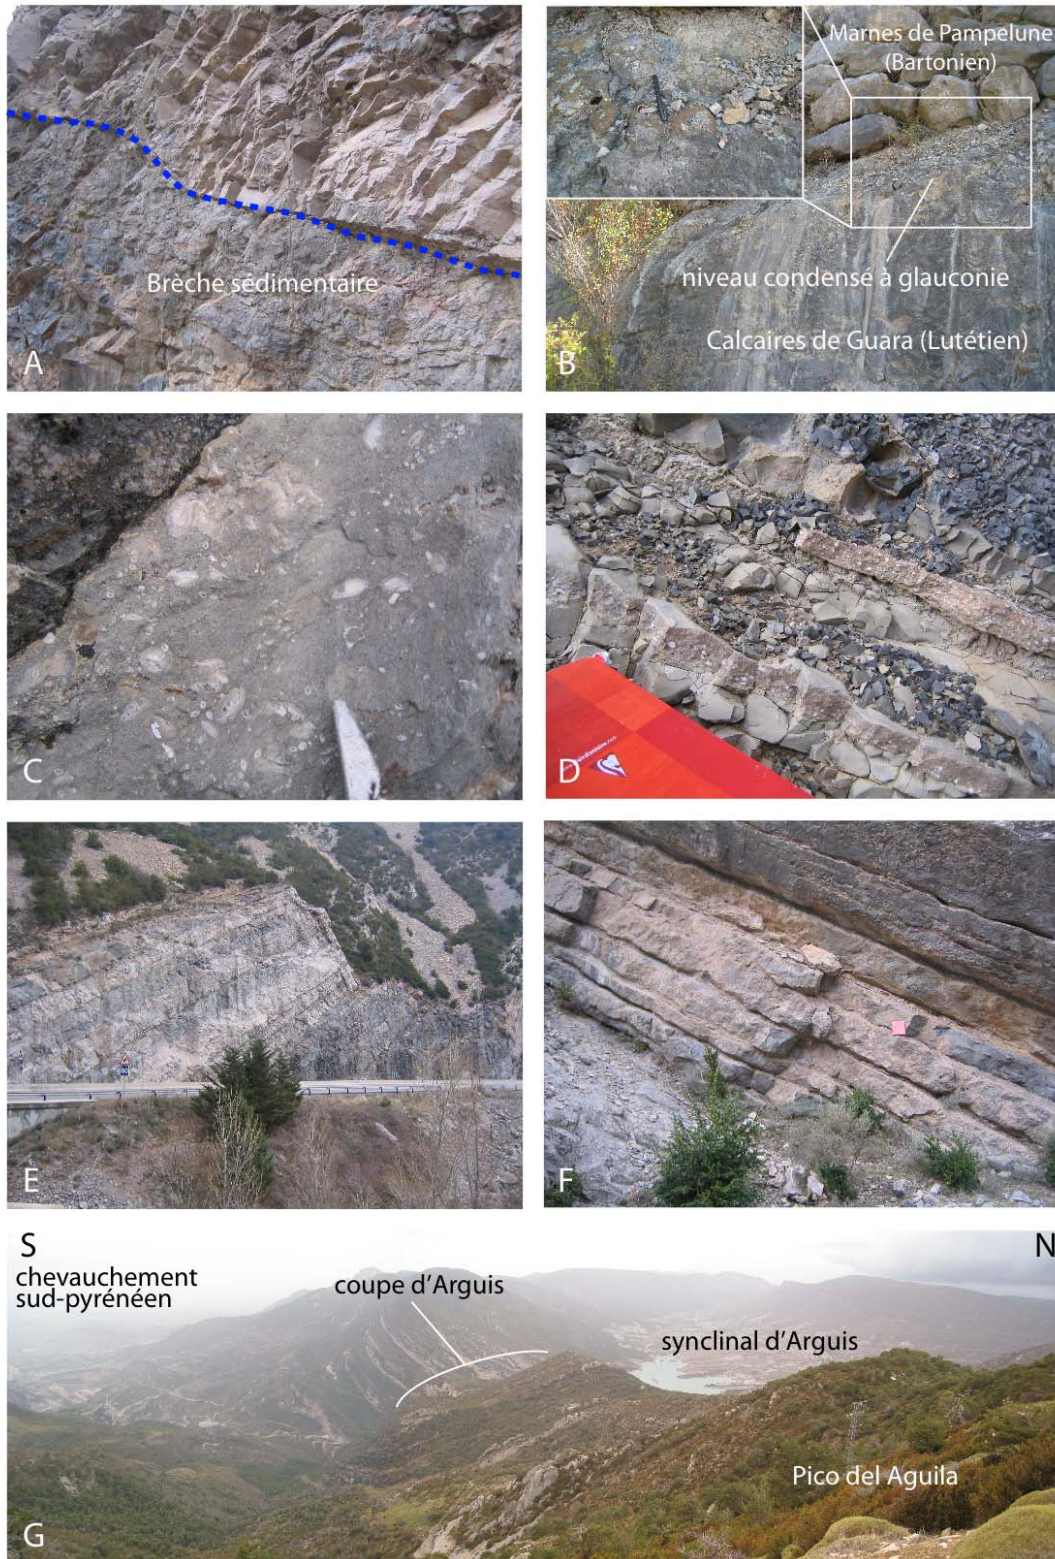 Brèche sédimentaire
A
Marnes de Pampelune
(Bartonien)
niveau condensé à glauconie
Calcaires de Guara (Lutétien)
B
C
D
E
F
S
N
chevauchement
sud-pyrénéen
coupe d'Arguis
synclinal d'Arguis
Pico del Aguila
G